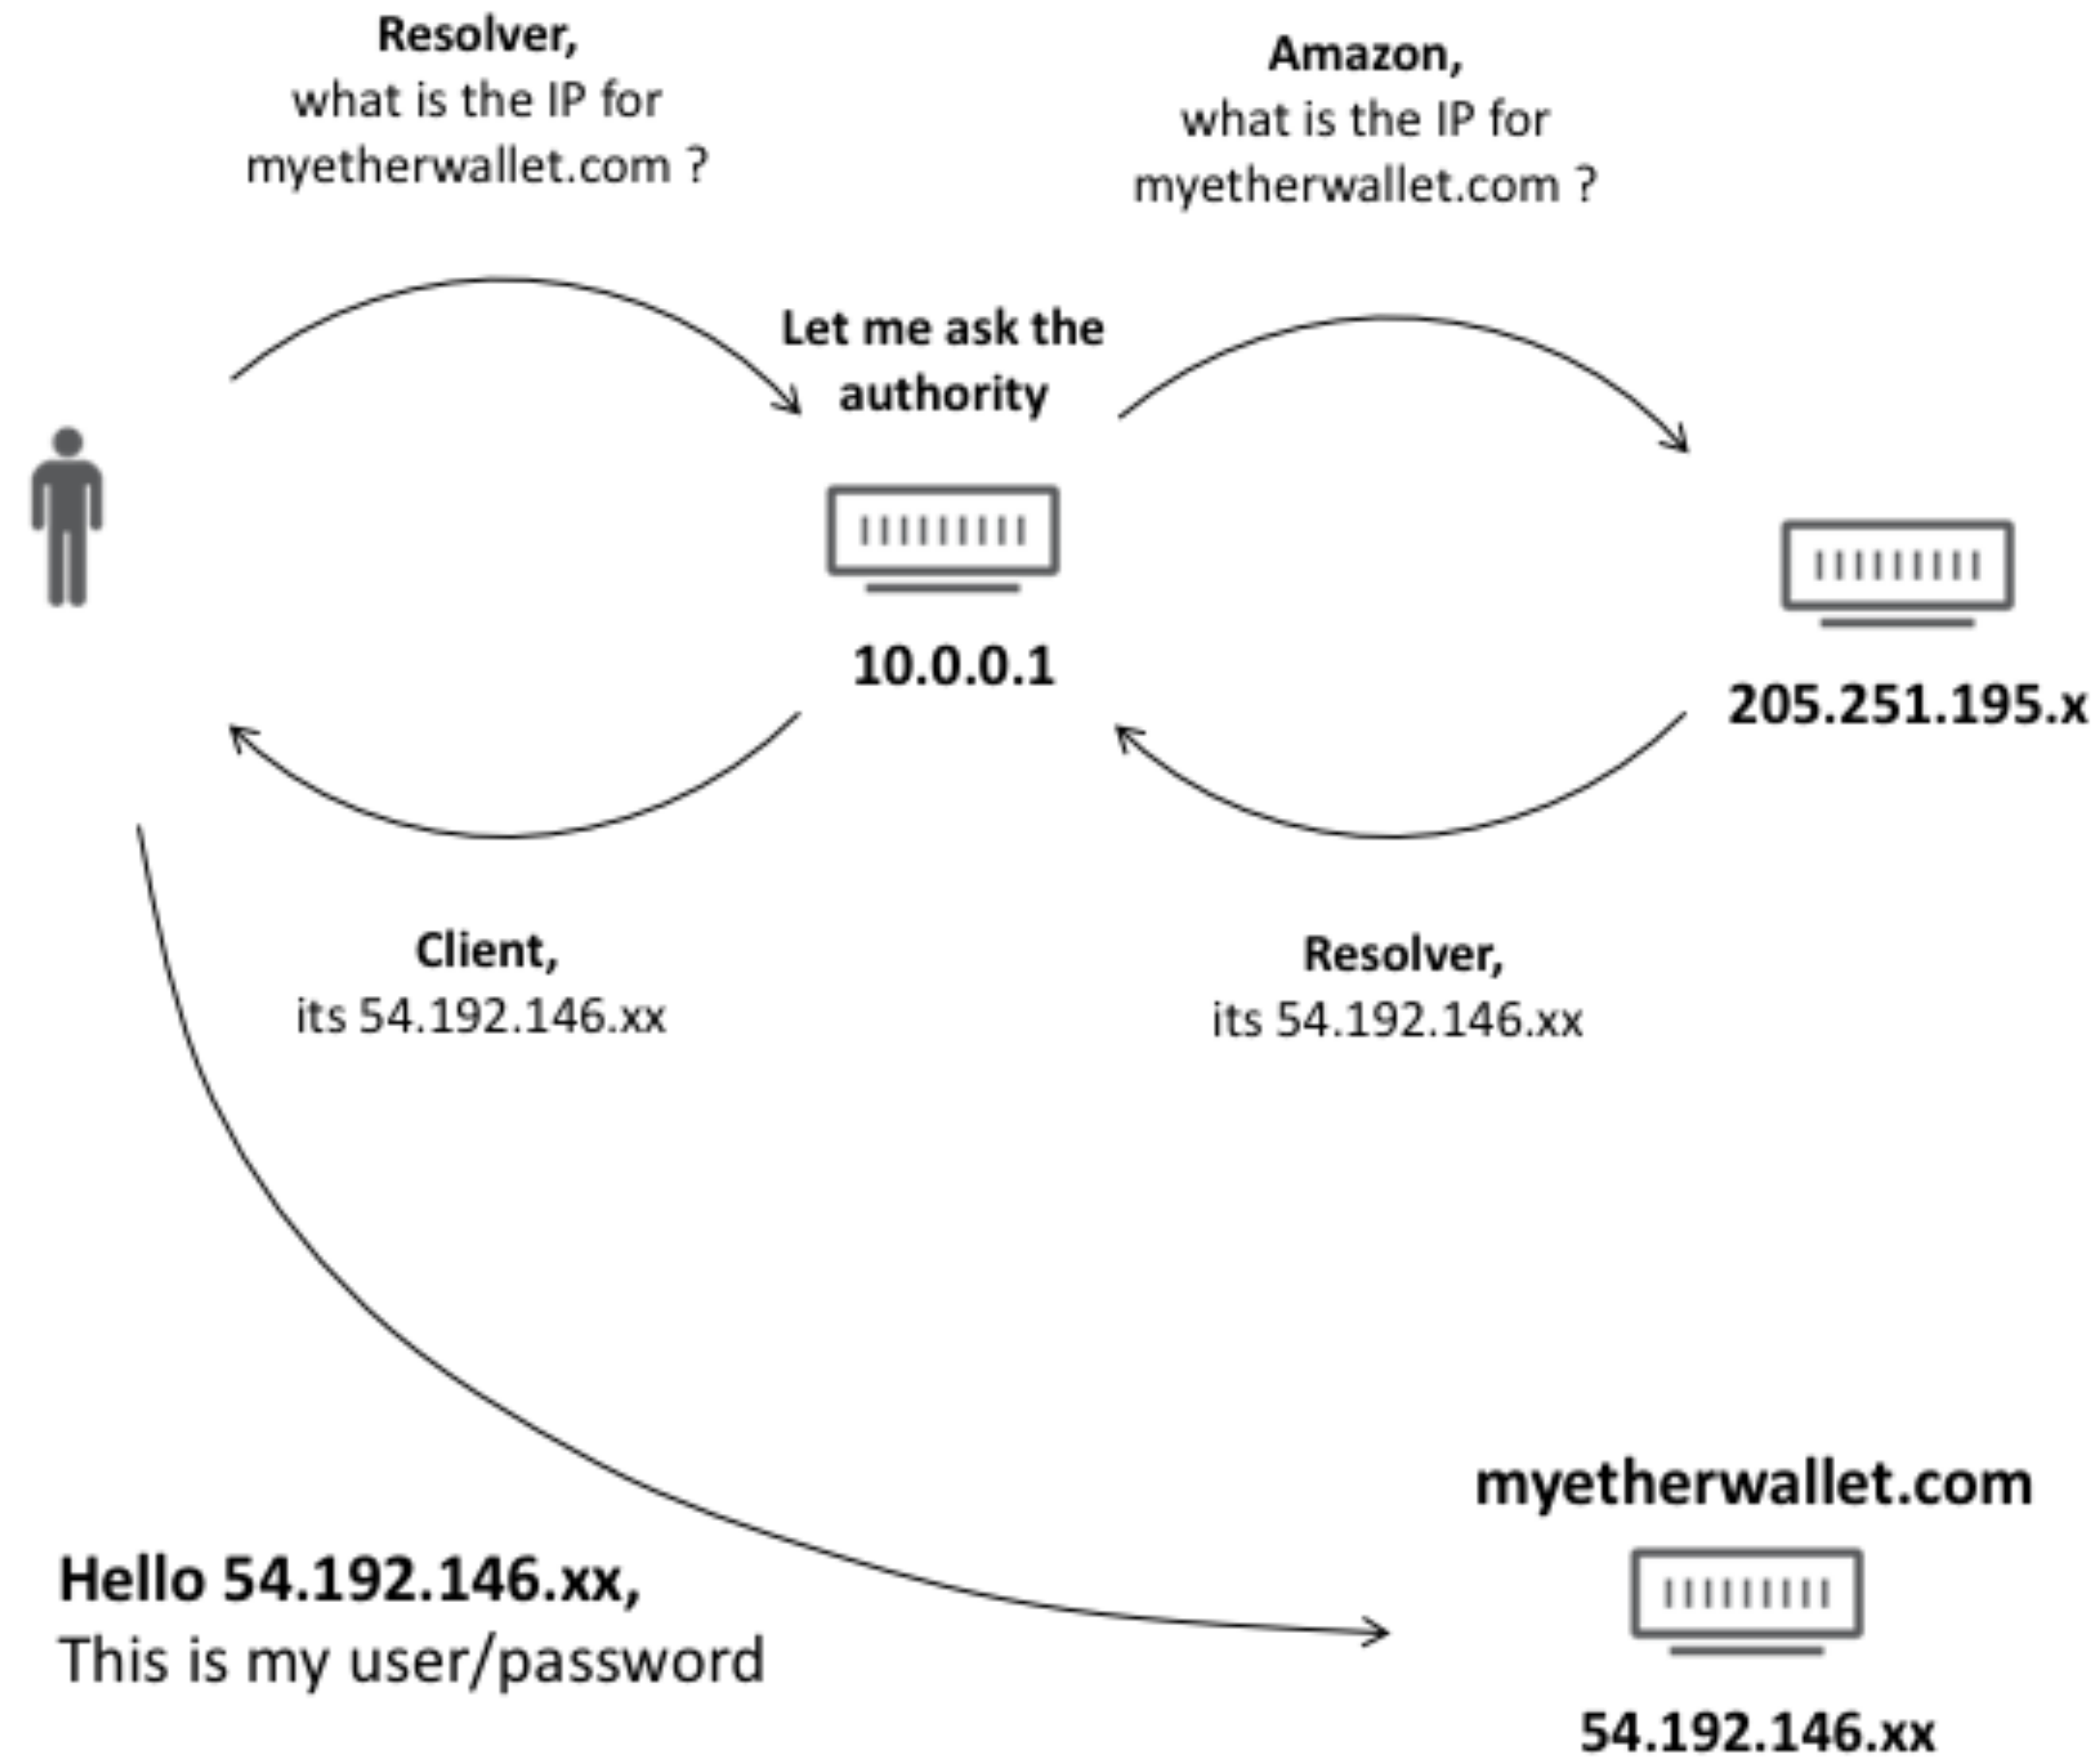 Resolver,
what is the IP for
myetherwallet.com ?
Amazon,
what is the IP for
myetherwallet.com ?
Let me ask the
authority
10.0.0.1
205.251.195.x
Client,
its 54.192.146.xx
Resolver,
its 54.192.146.xx
myetherwallet.com
Hello 54.192.146.xx,
This is my user/password
54.192.146.xx